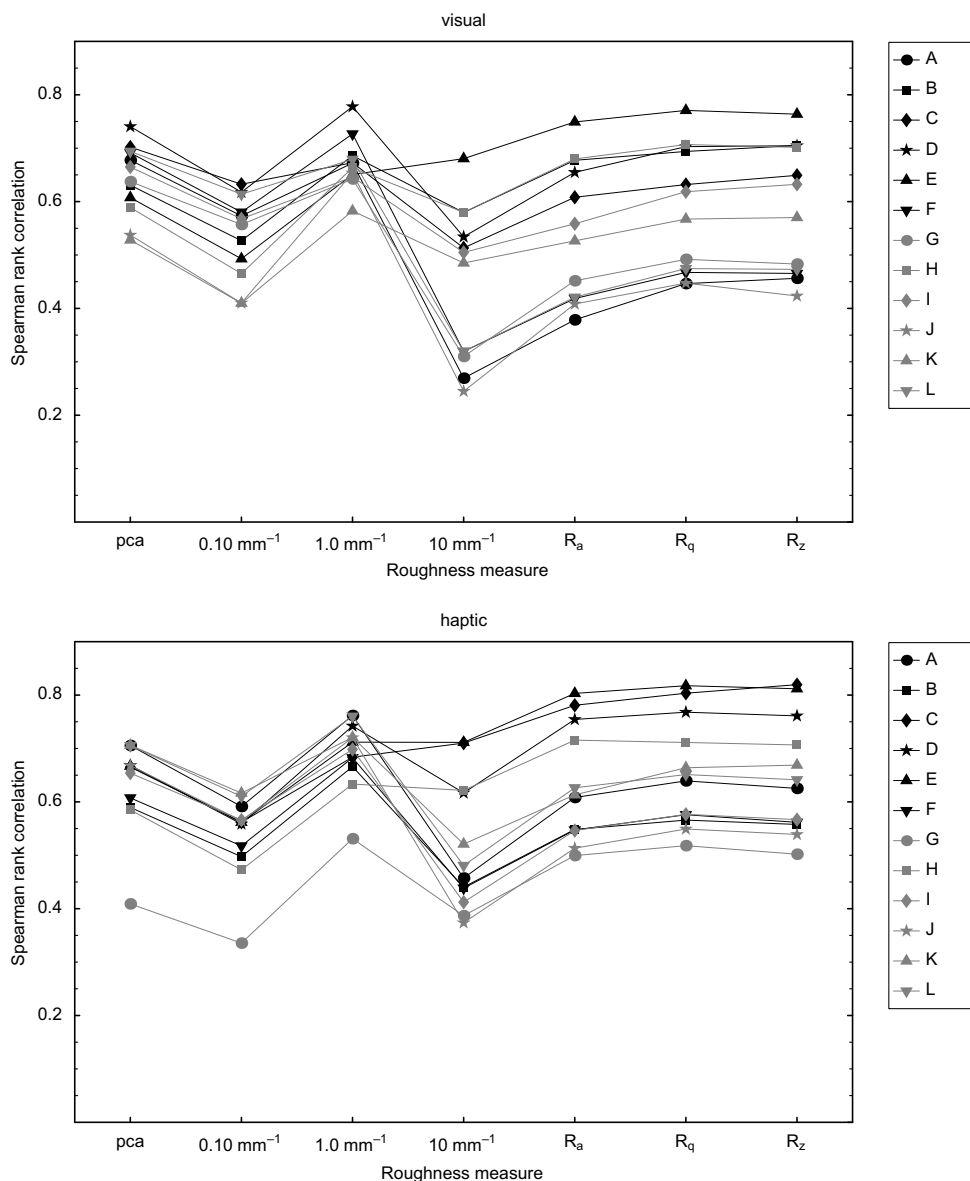 visual
Spearman rank correlation
0.8
0.6
0.4
0.2
pca
0.10 mm⁻¹
1.0 mm⁻¹
10 mm⁻¹
Rₐ
R_q
R_z
Roughness measure
A
B
C
D
E
F
G
H
I
J
K
L
haptic
Spearman rank correlation
0.8
0.6
0.4
0.2
pca
0.10 mm⁻¹
1.0 mm⁻¹
10 mm⁻¹
Rₐ
R_q
R_z
Roughness measure
A
B
C
D
E
F
G
H
I
J
K
L